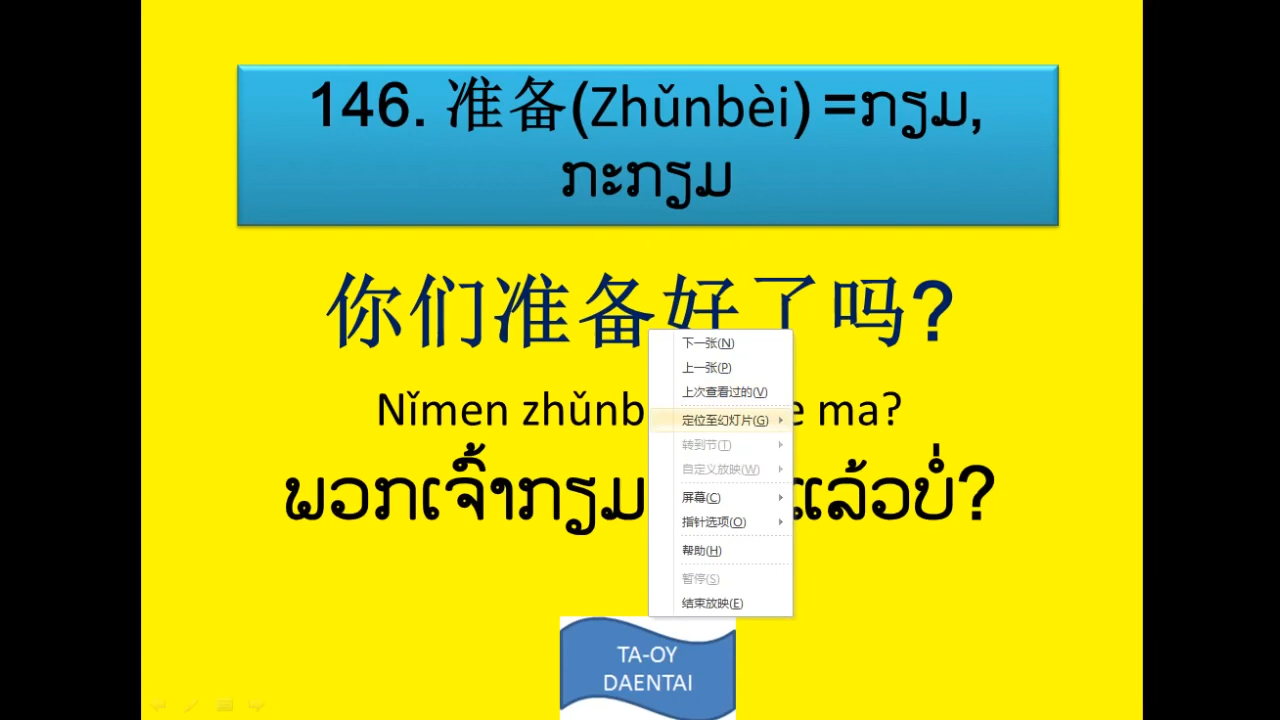 146. 准备(Zhǔnbèi) =ກຽມ,
ກະກຽມ
你们准备好了吗?
Nǐmen zhǔnb e ma?
ພວກເຈົ້າກຽມ ແລ້ວບໍ່?
下一张(N)
上一张(P)
上次查看过的(V)
定位至幻灯片(G)
转到节(T)
自定义放映(W)
屏幕(C)
指针选项(O)
帮助(H)
暂停(S)
结束放映(E)
TA-OY
DAENTAI